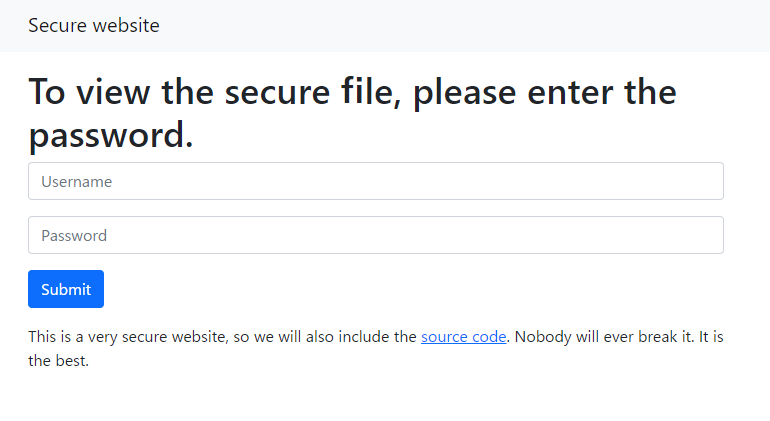 Secure website
To view the secure file, please enter the
password.
Username
Password
Submit
This is a very secure website, so we will also include the source code. Nobody will ever break it. It is
the best.